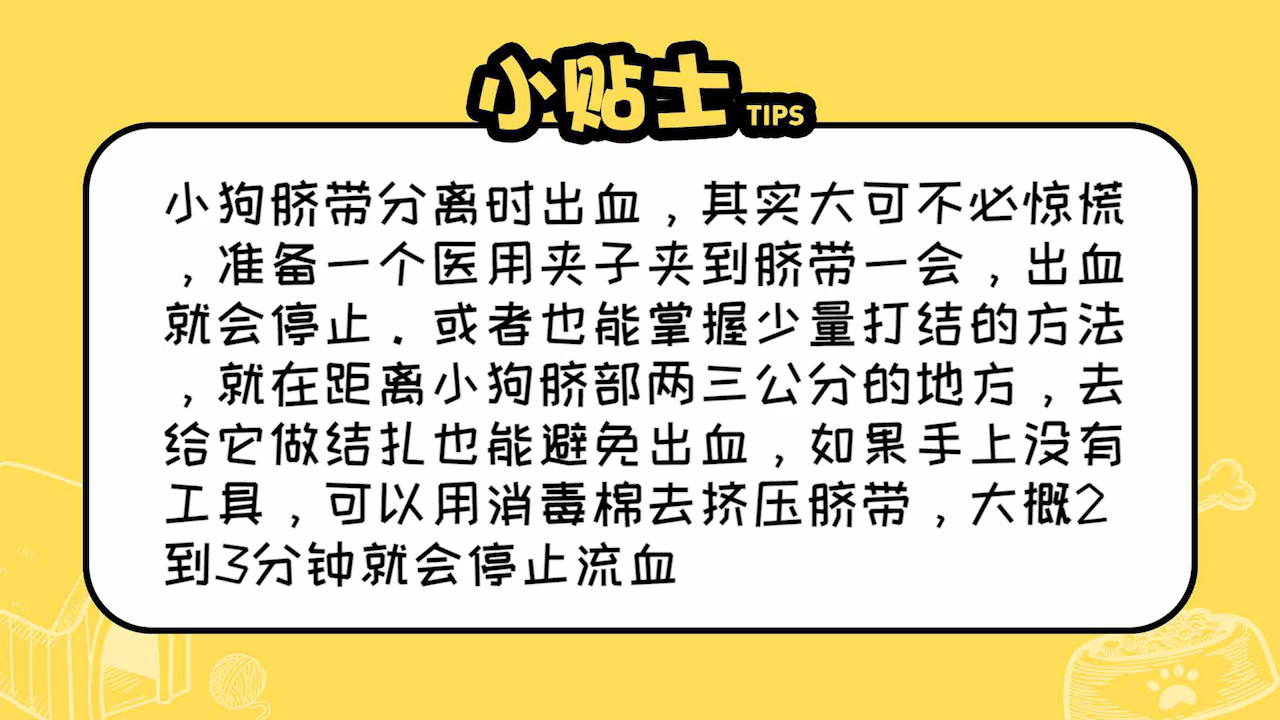 小贴士 TIPS
小狗脐带分离时出血，其实大可不必惊慌
，准备一个医用夹子夹到脐带一会，出血
就会停止．或者也能掌握少量打结的方法
，就在距离小狗脐部两三公分的地方，去
给它做结扎也能避免出血，如果手上没有
工具，可以用消毒棉去挤压脐带，大概2
到3分钟就会停止流血